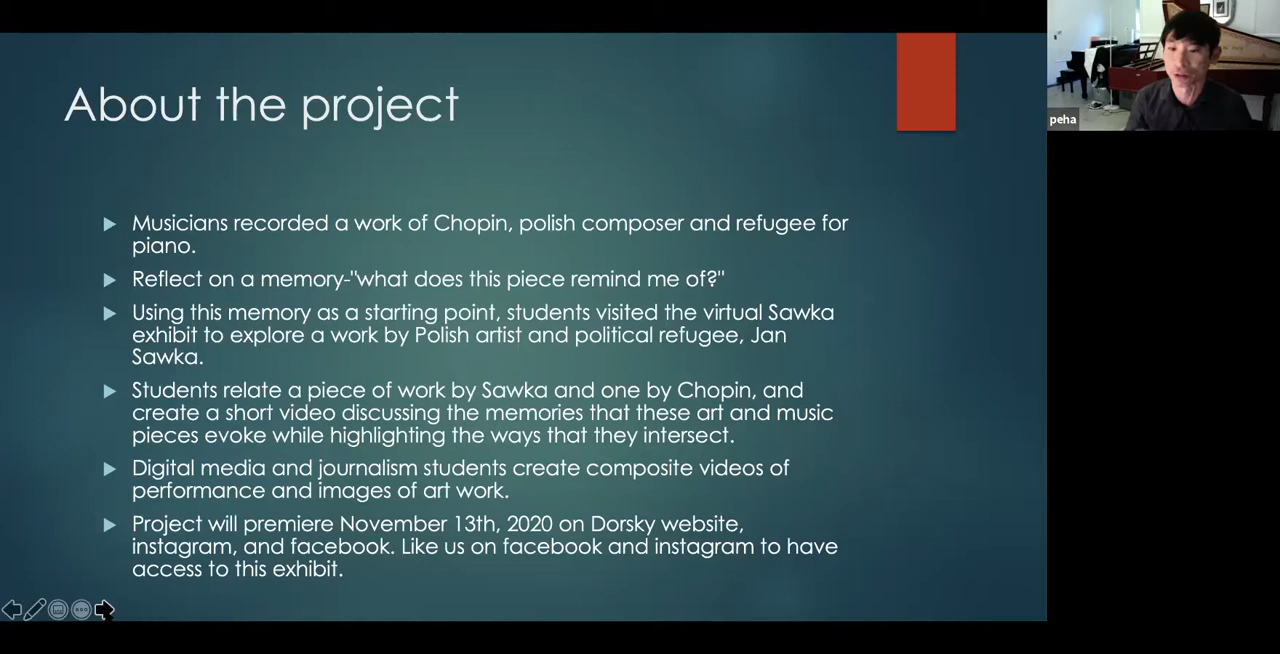 About the project
Musicians recorded a work of Chopin, polish composer and refugee for
piano.
Reflect on a memory-"what does this piece remind me of?"
Using this memory as a starting point, students visited the virtual Sawka
exhibit to explore a work by Polish artist and political refugee, Jan
Sawka.
Students relate a piece of work by Sawka and one by Chopin, and
create a short video discussing the memories that these art and music
pieces evoke while highlighting the ways that they intersect.
Digital media and journalism students create composite videos of
performance and images of art work.
Project will premiere November 13th, 2020 on Dorsky website,
instagram, and facebook. Like us on facebook and instagram to have
access to this exhibit.
peha